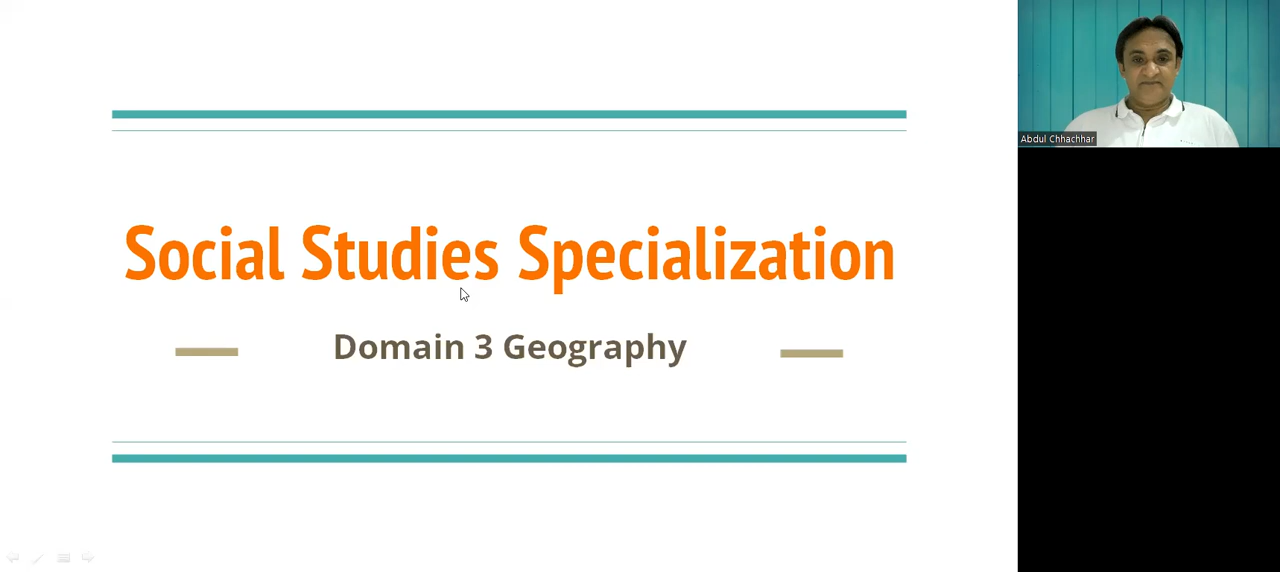 Social Studies Specialization
Domain 3 Geography
Abdul Chhachhar